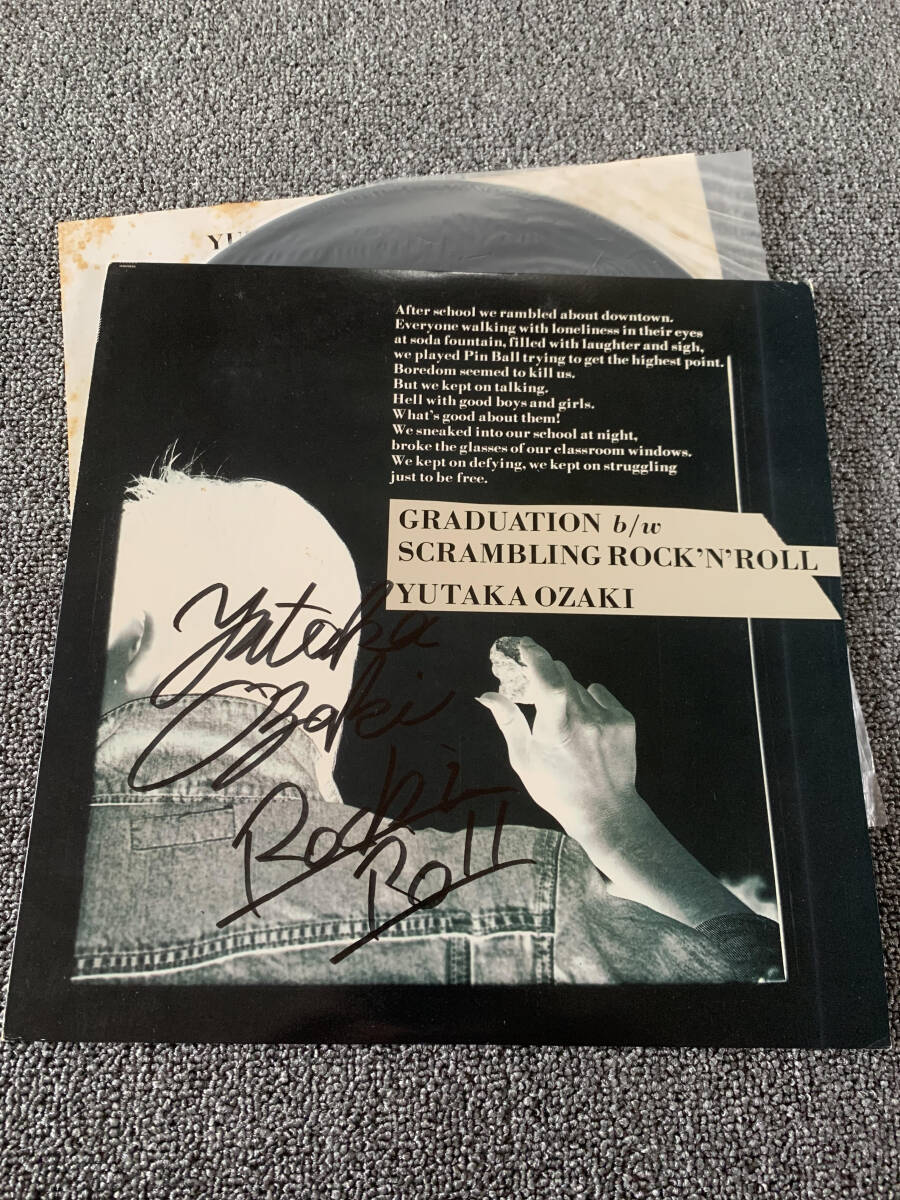 YU
After school we rambled about downtown.
Everyone walking with loneliness in their eyes
at soda fountain, filled with laughter and sigh,
we played Pin Ball trying to get the highest point.
Boredom seemed to kill us.
But we kept on talking.
Hell with good boys and girls.
What's good about them!
We sneaked into our school at night,
broke the glasses of our classroom windows.
We kept on defying, we kept on struggling
just to be free.
GRADUATION b/w
SCRAMBLING ROCK'N'ROLL
YUTAKA OZAKI
Yutaka
Ozaki
Rock'n
Roll